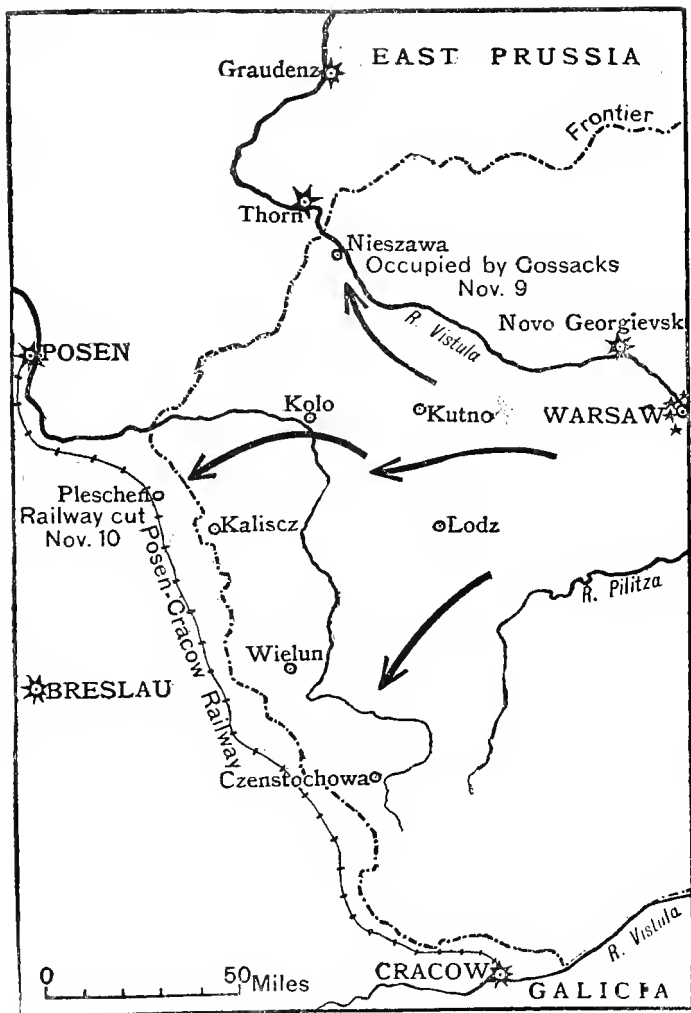 EAST PRUSSIA
Graudenz
Frontier
Thorn
Nieszawa
Occupied by Cossacks
Nov. 9
R. Vistula
Novo Georgievsk
POSEN
Kolo
Kutno
WARSAW
Pleschen
Railway cut
Nov. 10
Kaliscz
Lodz
Posen-Cracow Railway
R. Pilitza
Wielun
BRESLAU
Czenstochowa
R. Vistula
0 50 Miles
CRACOW
GALICIA